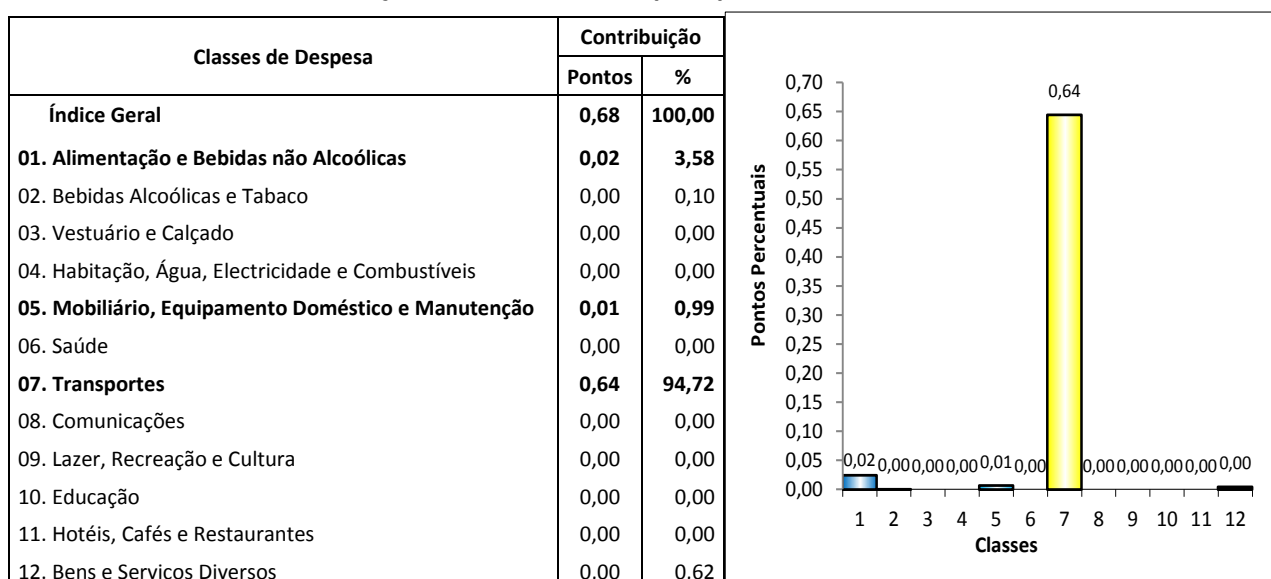 Classes de Despesa
Contribuição
Pontos %
Índice Geral 0,68 100,00
01. Alimentação e Bebidas não Alcoólicas 0,02 3,58
02. Bebidas Alcoólicas e Tabaco 0,00 0,10
03. Vestuário e Calçado 0,00 0,00
04. Habitação, Água, Electricidade e Combustíveis 0,00 0,00
05. Mobiliário, Equipamento Doméstico e Manutenção 0,01 0,99
06. Saúde 0,00 0,00
07. Transportes 0,64 94,72
08. Comunicações 0,00 0,00
09. Lazer, Recreação e Cultura 0,00 0,00
10. Educação 0,00 0,00
11. Hotéis, Cafés e Restaurantes 0,00 0,00
12. Bens e Serviços Diversos 0,00 0,62
Pontos Percentuais
0,70
0,65
0,60
0,55
0,50
0,45
0,40
0,35
0,30
0,25
0,20
0,15
0,10
0,05
0,00
0,64
0,02 0,00 0,00 0,00 0,01 0,00 0,00 0,00 0,00 0,00 0,00
1 2 3 4 5 6 7 8 9 10 11 12
Classes